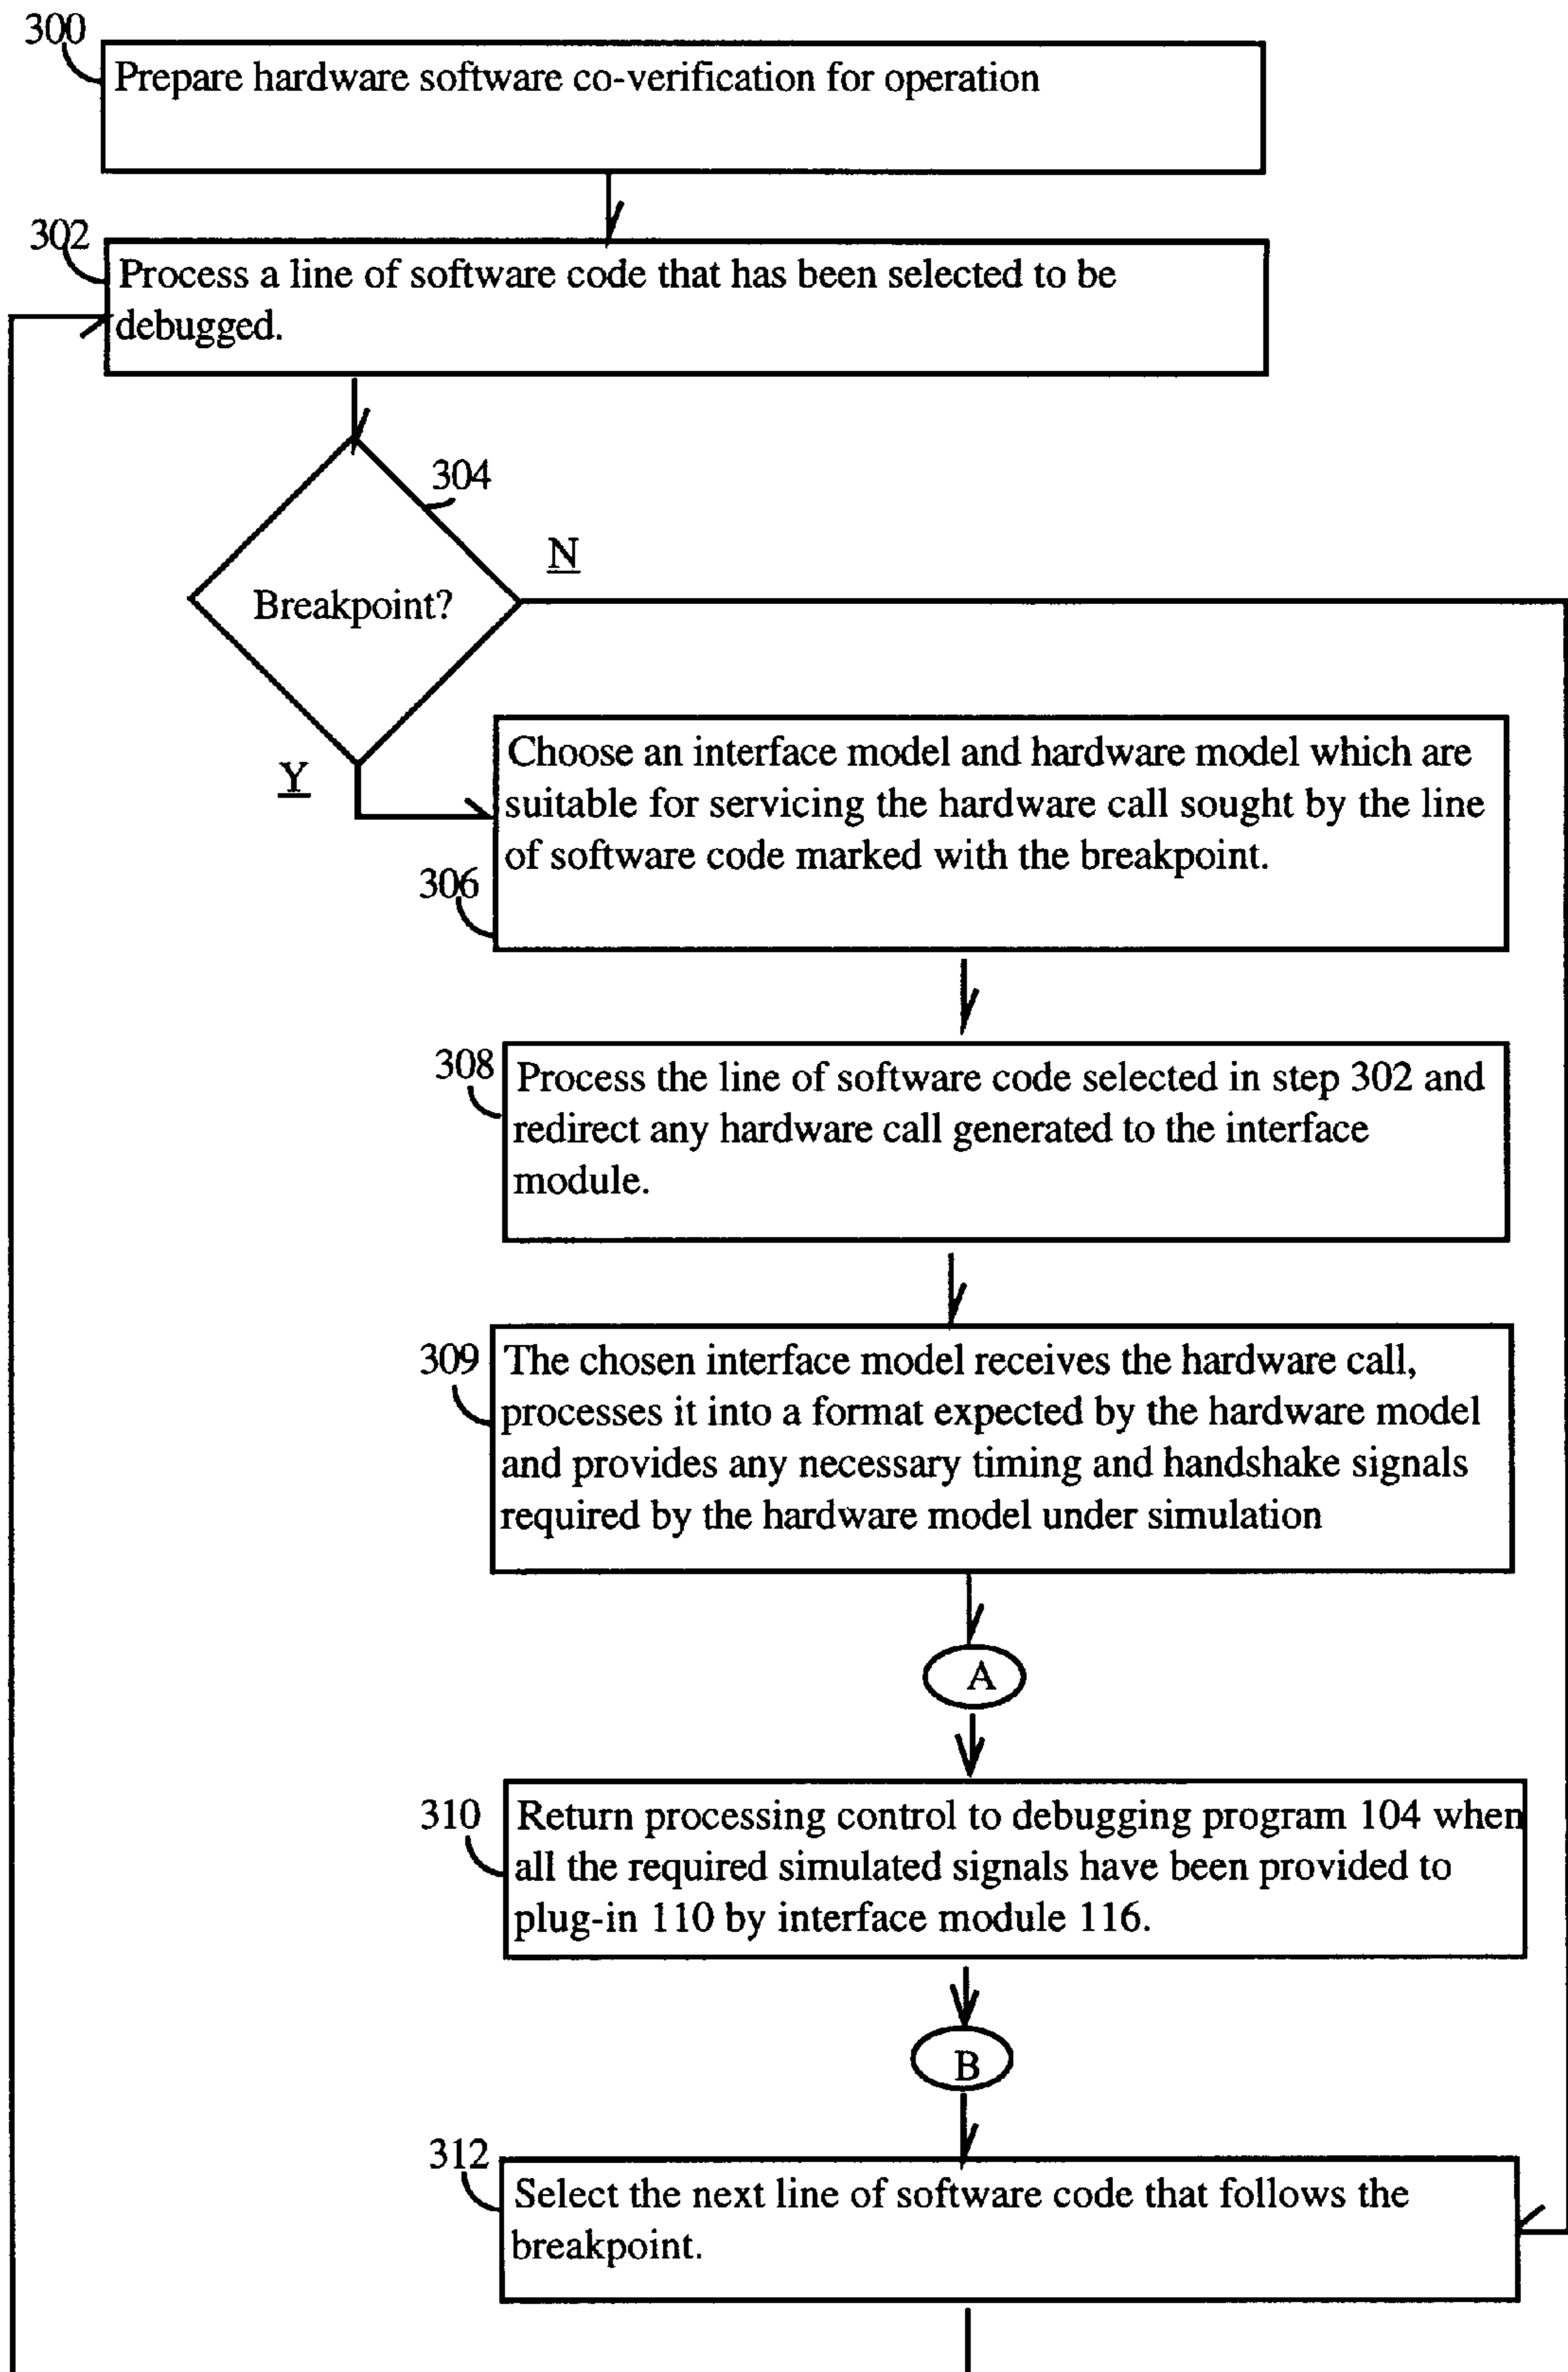 300
Prepare hardware software co-verification for operation
302
Process a line of software code that has been selected to be
debugged.
304
N
Breakpoint?
Y
Choose an interface model and hardware model which are
suitable for servicing the hardware call sought by the line
of software code marked with the breakpoint.
306
308
Process the line of software code selected in step 302 and
redirect any hardware call generated to the interface
module.
309
The chosen interface model receives the hardware call,
processes it into a format expected by the hardware model
and provides any necessary timing and handshake signals
required by the hardware model under simulation
A
310
Return processing control to debugging program 104 when
all the required simulated signals have been provided to
plug-in 110 by interface module 116.
B
312
Select the next line of software code that follows the
breakpoint.